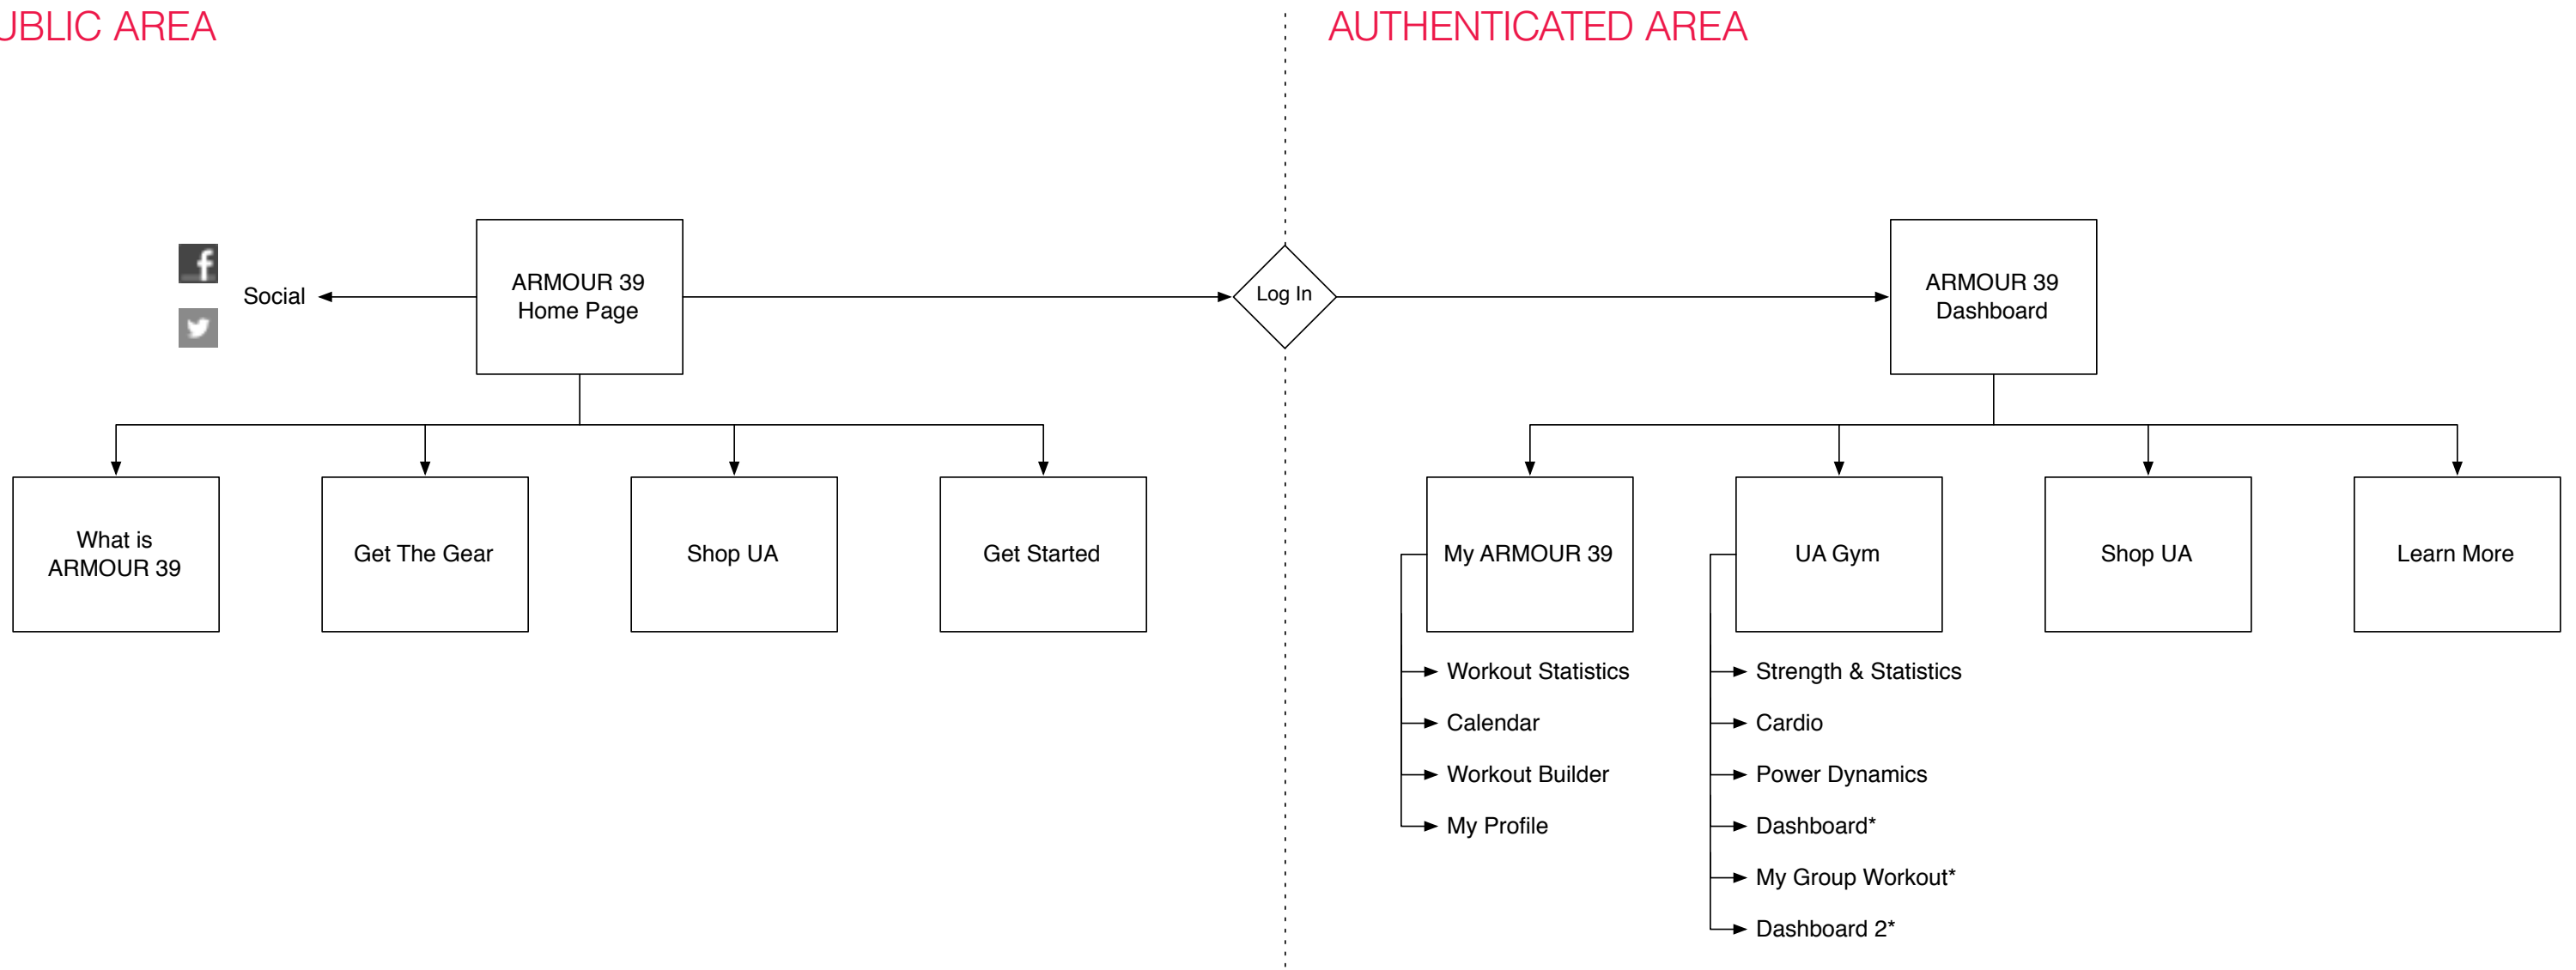 UBLIC AREA
AUTHENTICATED AREA
Social
ARMOUR 39
Home Page
Log In
ARMOUR 39
Dashboard
What is
ARMOUR 39
Get The Gear
Shop UA
Get Started
My ARMOUR 39
UA Gym
Shop UA
Learn More
Workout Statistics
Calendar
Workout Builder
My Profile
Strength & Statistics
Cardio
Power Dynamics
Dashboard*
My Group Workout*
Dashboard 2*